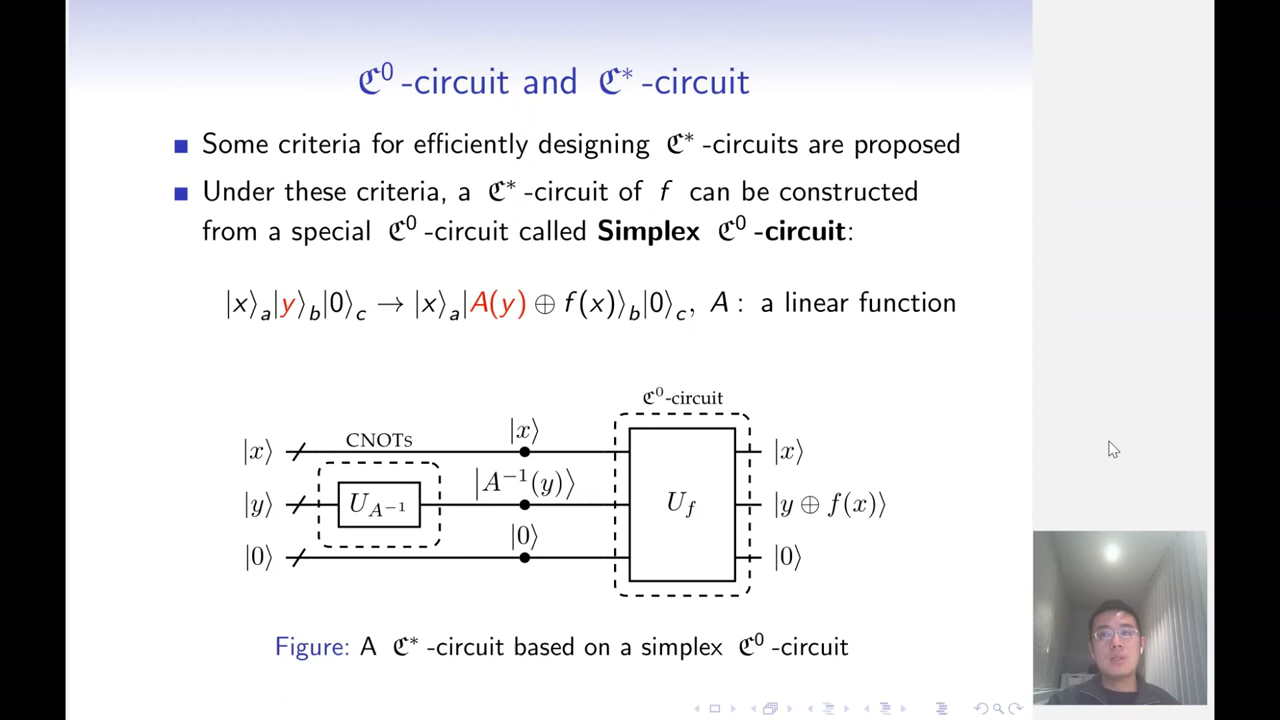 ℭ⁰-circuit and ℭ*-circuit
Some criteria for efficiently designing ℭ*-circuits are proposed
Under these criteria, a ℭ*-circuit of f can be constructed
from a special ℭ⁰-circuit called Simplex ℭ⁰-circuit:
|x⟩ₐ|y⟩_b|0⟩_c → |x⟩ₐ|A(y) ⊕ f(x)⟩_b|0⟩_c, A : a linear function
ℭ⁰-circuit
|x⟩ CNOTs |x⟩ |x⟩
|y⟩ U_{A⁻¹} |A⁻¹(y)⟩ U_f |y ⊕ f(x)⟩
|0⟩ |0⟩ |0⟩
Figure: A ℭ*-circuit based on a simplex ℭ⁰-circuit